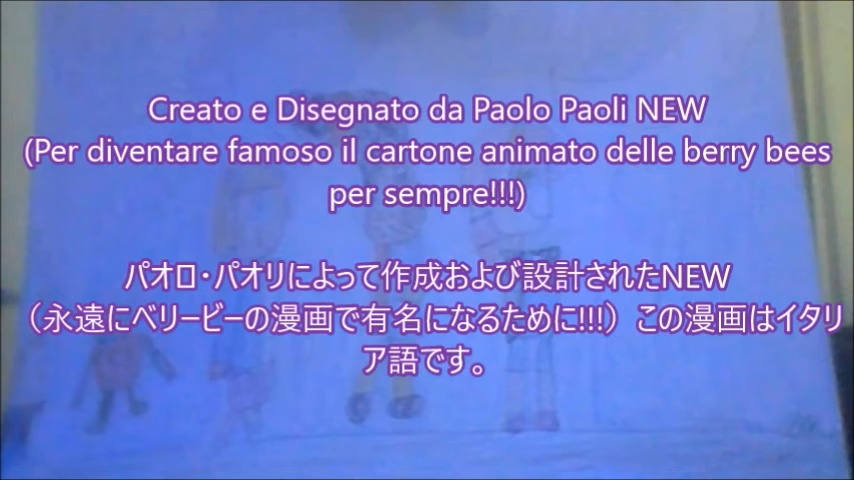 Creato e Disegnato da Paolo Paoli NEW
(Per diventare famoso il cartone animato delle berry bees
per sempre!!!)
パオロ・パオリによって作成および設計されたNEW
（永遠にベリービーの漫画で有名になるために!!!）この漫画はイタリ
ア語です。